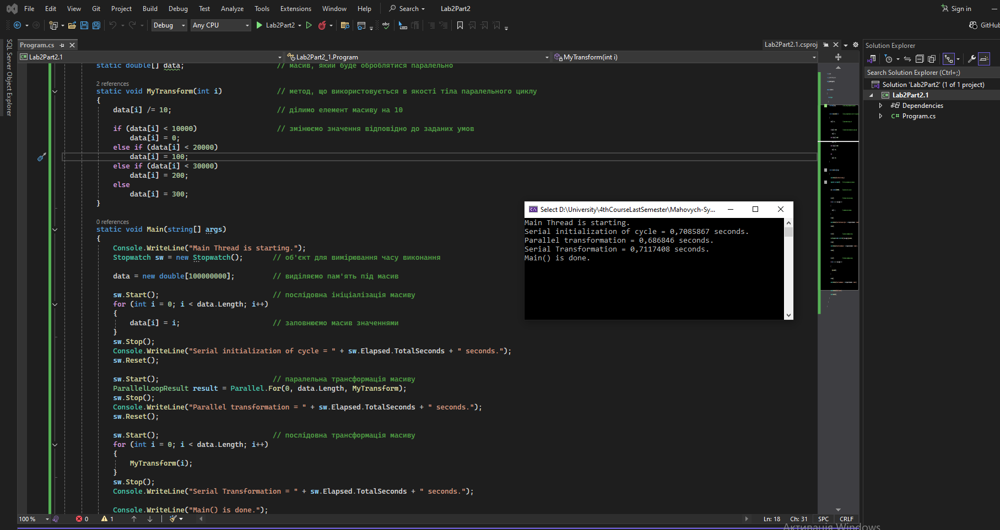 File Edit View Git Project Build Debug Test Analyze Tools Extensions Window Help Search Lab2Part2 Sign in
Debug Any CPU Lab2Part2 GitHub
SQL Server Object Explorer
Program.cs Lab2Part2.1.csproj
Lab2Part2.1 Lab2Part2_1.Program MyTransform(int i)
static double[] data; // масив, який буде оброблятися паралельно
2 references
static void MyTransform(int i) // метод, що використовується в якості тіла паралельного циклу
{
data[i] /= 10; // ділимо елемент масиву на 10
if (data[i] < 10000) // змінюємо значення відповідно до заданих умов
data[i] = 0;
else if (data[i] < 20000)
data[i] = 100;
else if (data[i] < 30000)
data[i] = 200;
else
data[i] = 300;
}
0 references
static void Main(string[] args)
{
Console.WriteLine("Main Thread is starting.");
Stopwatch sw = new Stopwatch(); // об'єкт для вимірювання часу виконання
data = new double[100000000]; // виділяємо пам'ять під масив
sw.Start(); // послідовна ініціалізація масиву
for (int i = 0; i < data.Length; i++)
{
data[i] = i; // заповнюємо масив значеннями
}
sw.Stop();
Console.WriteLine("Serial initialization of cycle = " + sw.Elapsed.TotalSeconds + " seconds.");
sw.Reset();
sw.Start(); // паралельна трансформація масиву
ParallelLoopResult result = Parallel.For(0, data.Length, MyTransform);
sw.Stop();
Console.WriteLine("Parallel transformation = " + sw.Elapsed.TotalSeconds + " seconds.");
sw.Reset();
sw.Start(); // послідовна трансформація масиву
for (int i = 0; i < data.Length; i++)
{
MyTransform(i);
}
sw.Stop();
Console.WriteLine("Serial Transformation = " + sw.Elapsed.TotalSeconds + " seconds.");
Console.WriteLine("Main() is done.");
Select D:\University\4thCourseLastSemester\Mahovych-Sy...
Main Thread is starting.
Serial initialization of cycle = 0,7085867 seconds.
Parallel transformation = 0,686846 seconds.
Serial Transformation = 0,7117408 seconds.
Main() is done.
Solution Explorer
Search Solution Explorer (Ctrl+;)
Solution 'Lab2Part2' (1 of 1 project)
Lab2Part2.1
Dependencies
C# Program.cs
100 % 0 1 Ln: 18 Ch: 31 SPC CRLF
Активація Windows